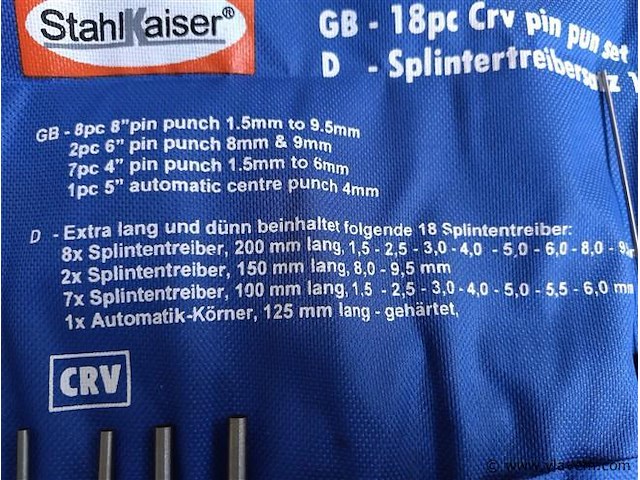 StahlKaiser®
GB - 18pc Crv pin pun set
D - Splintertreibersatz
GB - 8pc 8" pin punch 1.5mm to 9.5mm
2pc 6" pin punch 8mm & 9mm
7pc 4" pin punch 1.5mm to 6mm
1pc 5" automatic centre punch 4mm
D - Extra lang und dünn beinhaltet folgende 18 Splintentreiber:
8x Splintentreiber, 200 mm lang, 1,5 - 2,5 - 3,0 - 4,0 - 5,0 - 6,0 - 8,0 -
2x Splintentreiber, 150 mm lang, 8,0 - 9,5 mm
7x Splintentreiber, 100 mm lang, 1,5 - 2,5 - 3,0 - 4,0 - 5,0 - 5,5 - 6,0 mm
1x Automatik-Körner, 125 mm lang - gehärtet,
CRV